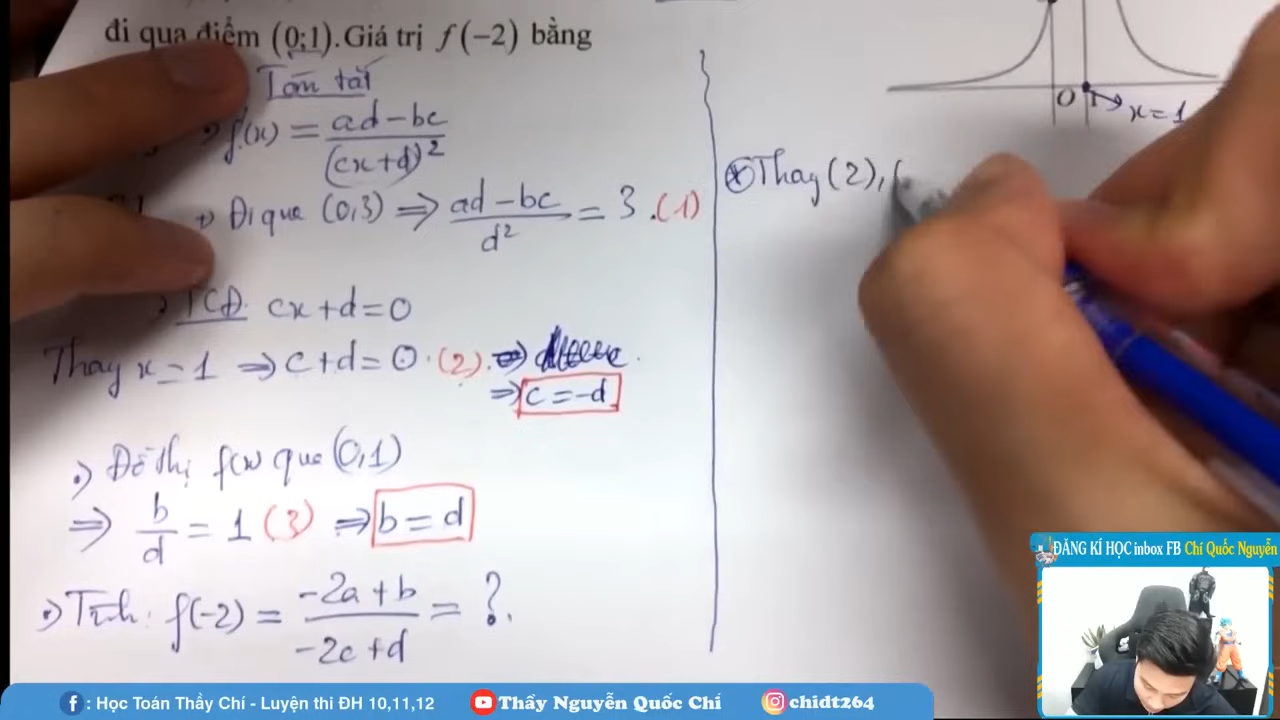 đi qua điểm (0;1).Giá trị f(−2) bằng
Tóm tắt
f'(x) = ad−bc / (cx+d)²
Đi qua (0,3) ⇒ ad−bc / d² = 3 . (1)
TCĐ cx+d=0
Thay x=1 ⇒ c+d=0. (2).
⇒ c=−d
.) Đồ thị f(x) qua (0,1)
⇒ b/d = 1 (3) ⇒ b=d
.) Tính: f(−2) = −2a+b / −2c+d = ?.
O 1
x=1
* Thay (2), (
ĐĂNG KÍ HỌC inbox FB Chí Quốc Nguyễn
: Học Toán Thầy Chí - Luyện thi ĐH 10,11,12
Thầy Nguyễn Quốc Chí
chidt264